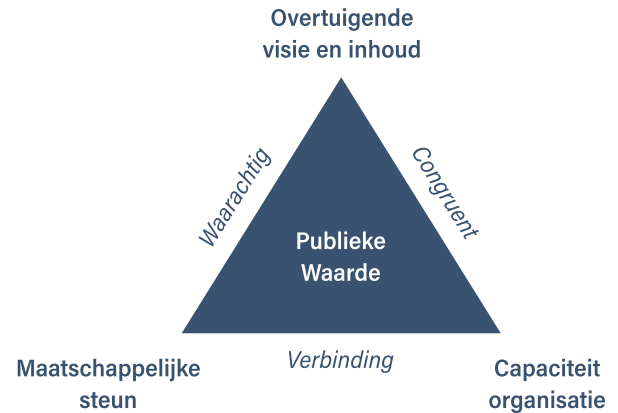 Overtuigende
visie en inhoud
Waarachtig
Congruent
Publieke
Waarde
Verbinding
Maatschappelijke
steun
Capaciteit
organisatie